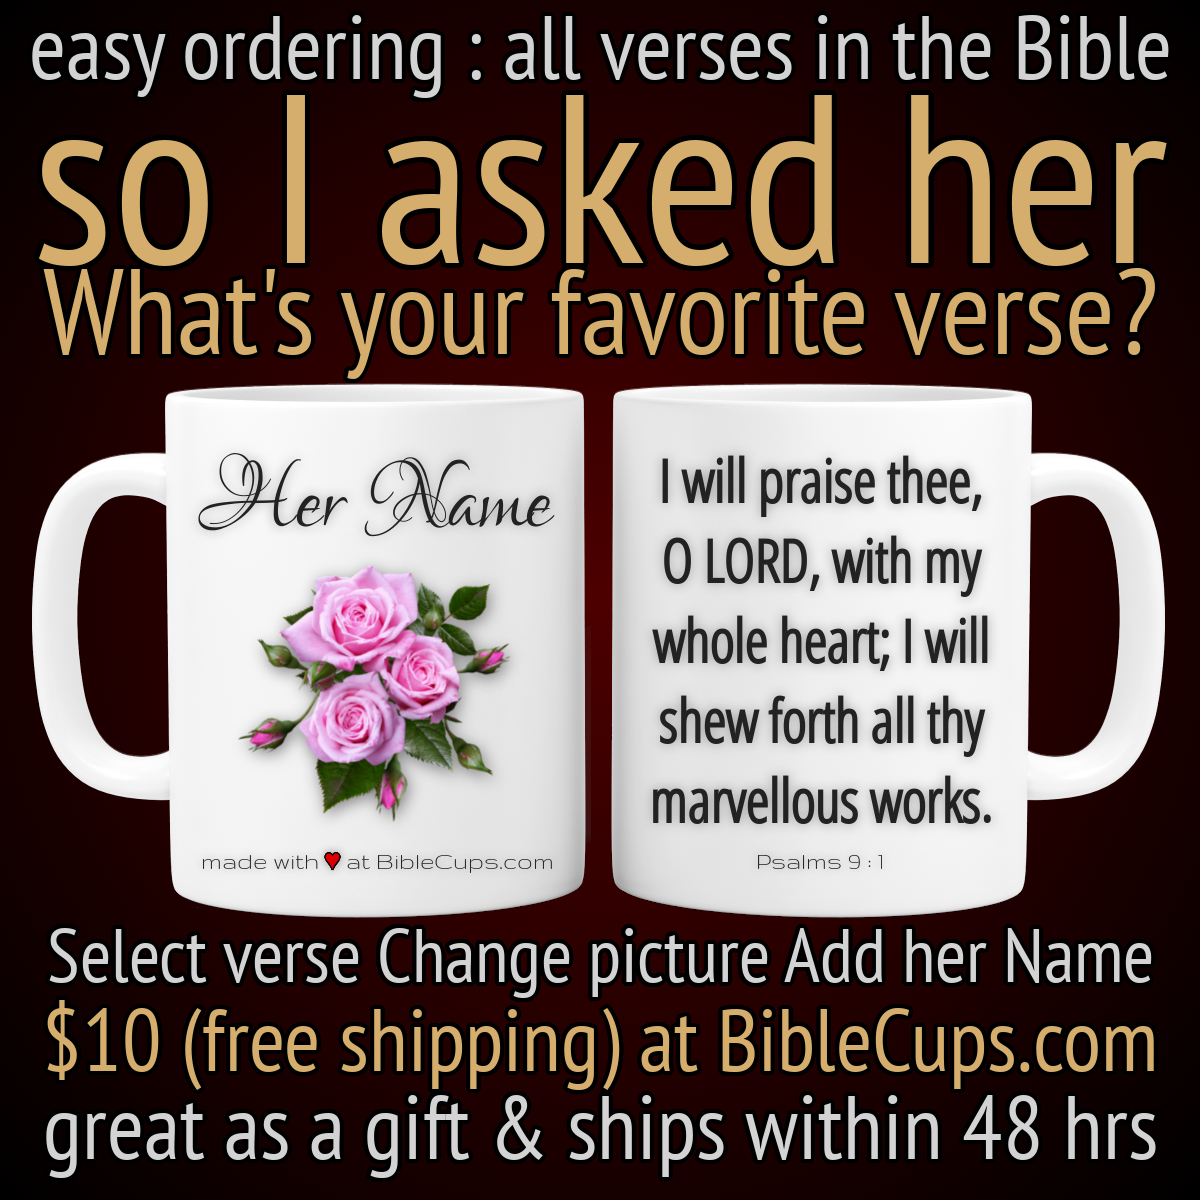 easy ordering : all verses in the Bible
so I asked her
What's your favorite verse?
Her Name
made with at BibleCups.com
I will praise thee,
O LORD, with my
whole heart; I will
shew forth all thy
marvellous works.
Psalms 9 : 1
Select verse Change picture Add her Name
$10 (free shipping) at BibleCups.com
great as a gift & ships within 48 hrs